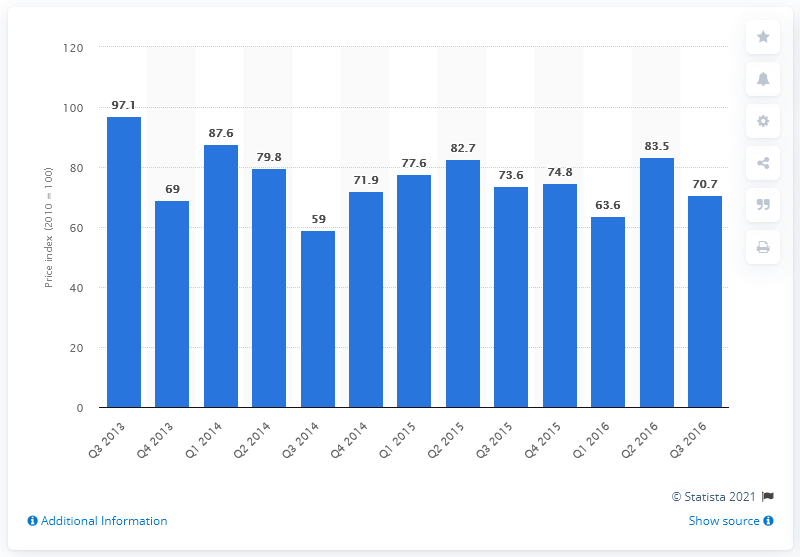 120
100
80
60
40
20
0
Price index (2010 = 100)
97.1
69
87.6
79.8
59
71.9
77.6
82.7
73.6
74.8
63.6
83.5
70.7
Q3 2013
Q4 2013
Q1 2014
Q2 2014
Q3 2014
Q4 2014
Q1 2015
Q2 2015
Q3 2015
Q4 2015
Q1 2016
Q2 2016
Q3 2016
© Statista 2021
Additional Information
Show source